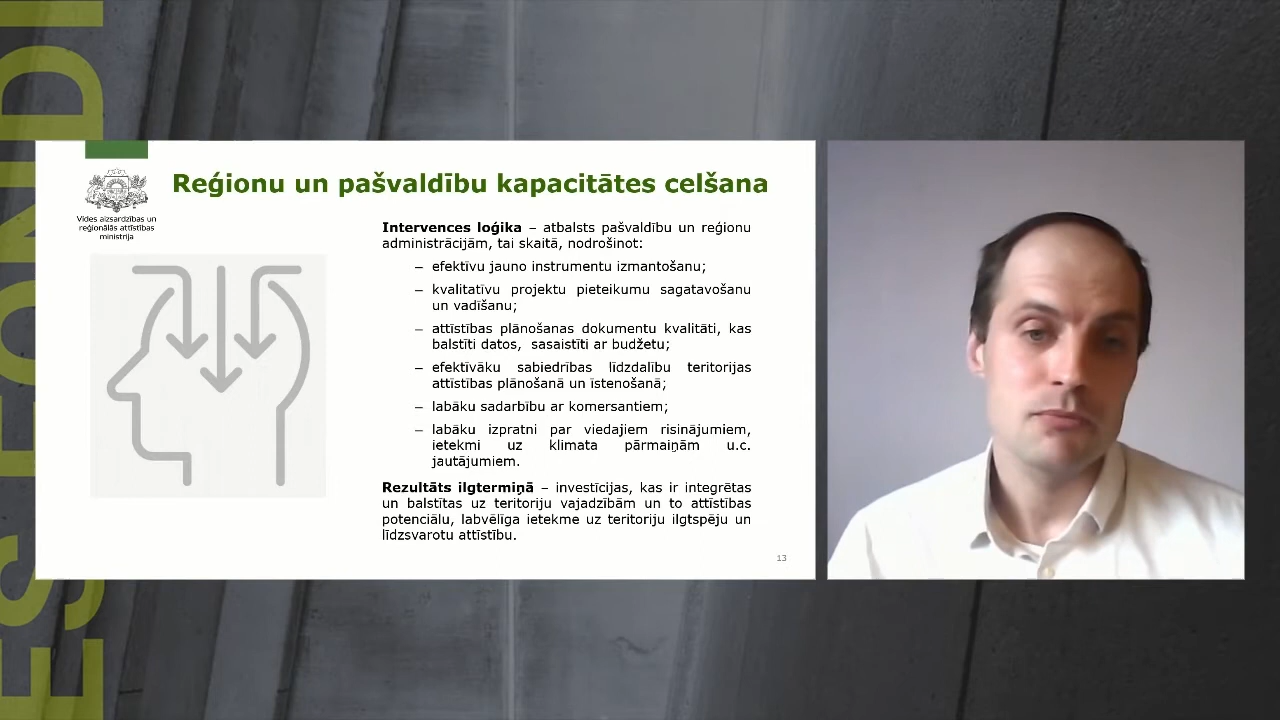 ES FONDI
Vides aizsardzības un
reģionālās attīstības
ministrija
Reģionu un pašvaldību kapacitātes celšana
Intervences loģika – atbalsts pašvaldību un reģionu
administrācijām, tai skaitā, nodrošinot:
– efektīvu jauno instrumentu izmantošanu;
– kvalitatīvu projektu pieteikumu sagatavošanu
un vadīšanu;
– attīstības plānošanas dokumentu kvalitāti, kas
balstīti datos, sasaistīti ar budžetu;
– efektīvāku sabiedrības līdzdalību teritorijas
attīstības plānošanā un īstenošanā;
– labāku sadarbību ar komersantiem;
– labāku izpratni par viedajiem risinājumiem,
ietekmi uz klimata pārmaiņām u.c.
jautājumiem.
Rezultāts ilgtermiņā – investīcijas, kas ir integrētas
un balstītas uz teritoriju vajadzībām un to attīstības
potenciālu, labvēlīga ietekme uz teritoriju ilgtspēju un
līdzsvarotu attīstību.
13